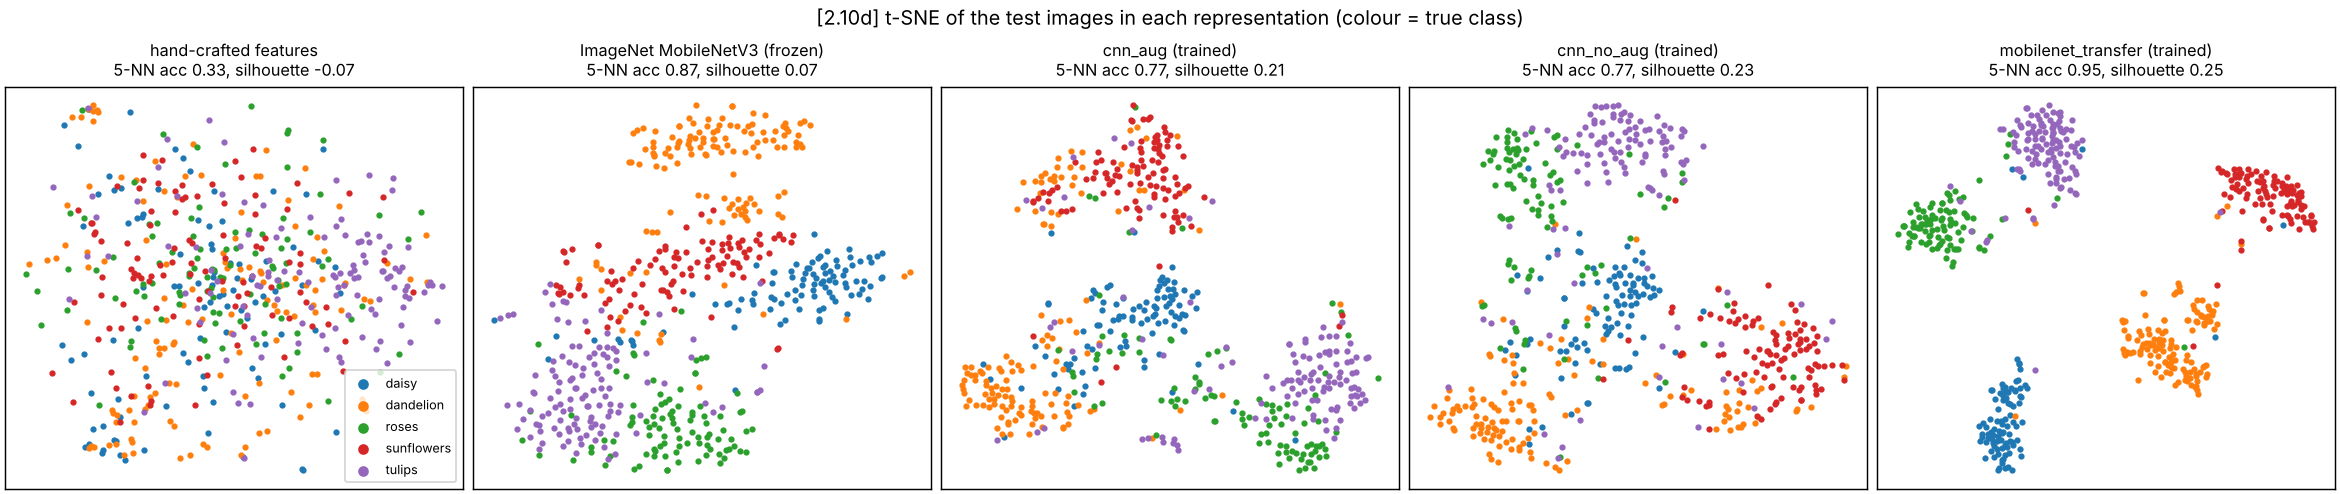 [2.10d] t-SNE of the test images in each representation (colour = true class)
hand-crafted features
5-NN acc 0.33, silhouette -0.07
ImageNet MobileNetV3 (frozen)
5-NN acc 0.87, silhouette 0.07
cnn_aug (trained)
5-NN acc 0.77, silhouette 0.21
cnn_no_aug (trained)
5-NN acc 0.77, silhouette 0.23
mobilenet_transfer (trained)
5-NN acc 0.95, silhouette 0.25
daisy
dandelion
roses
sunflowers
tulips